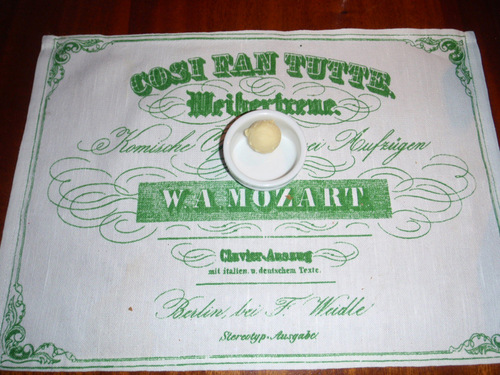 COSI FAN TUTTE.
Weibertreue.
Komische Aufzügen
W. A. MOZART
Clavier-Auszug
mit italien. u. deutschem Texte.
Berlin, bei F. Weidle
Stereotyp-Ausgabe.